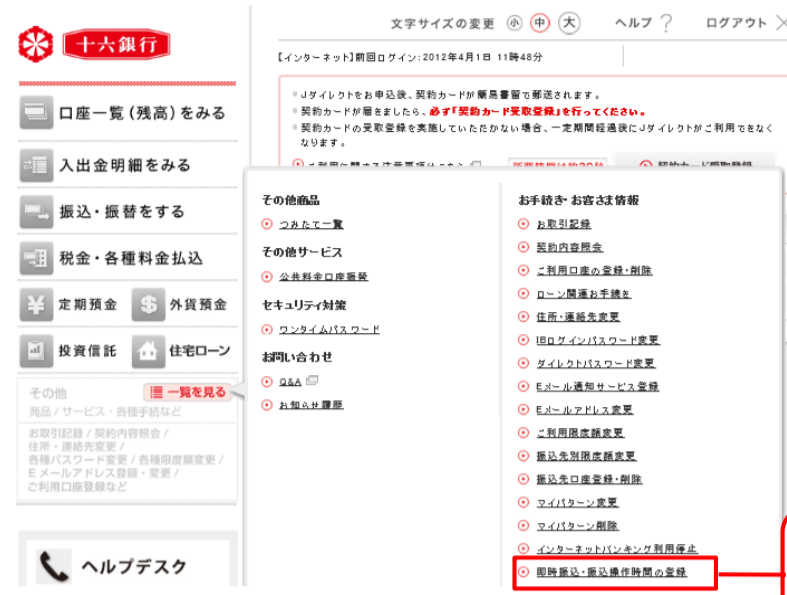 文字サイズの変更 小 中 大 ヘルプ ? ログアウト
十六銀行
【インターネット】前回ログイン:2012年4月1日 11時48分
Jダイレクトをお申込後、契約カードが簡易書留で郵送されます。
契約カードが届きましたら、必ず「契約カード受取登録」を行ってください。
契約カードの受取登録を実施していただかない場合、一定期間経過後にJダイレクトがご利用できなく
なります。
口座一覧(残高)をみる
入出金明細をみる
振込・振替をする
税金・各種料金払込
定期預金
外貨預金
投資信託
住宅ローン
その他
一覧を見る
商品/サービス・各種手続など
お取引記録/契約内容照会/
住所・連絡先変更/
各種パスワード変更/各種限度額変更/
Eメールアドレス登録・変更/
ご利用口座登録など
ヘルプデスク
その他商品
つみたて一覧
その他サービス
公共料金口座振替
セキュリティ対策
ワンタイムパスワード
お問い合わせ
Q&A
お知らせ履歴
お手続き・お客さま情報
お取引記録
契約内容照会
ご利用口座の登録・削除
ローン関連お手続き
住所・連絡先変更
IBログインパスワード変更
ダイレクトパスワード変更
Eメール通知サービス登録
Eメールアドレス変更
ご利用限度額変更
振込先別限度額変更
振込先口座登録・削除
マイパターン変更
マイパターン削除
インターネットバンキング利用停止
即時振込・振込操作時間の登録